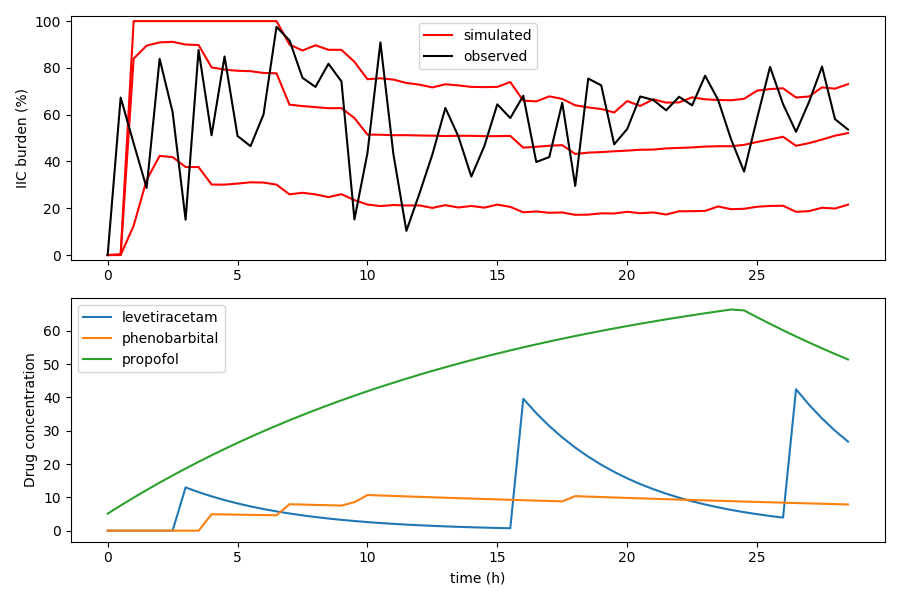 100
80
60
40
20
0
IIC burden (%)
simulated
observed
0 5 10 15 20 25
60
50
40
30
20
10
0
Drug concentration
levetiracetam
phenobarbital
propofol
0 5 10 15 20 25
time (h)